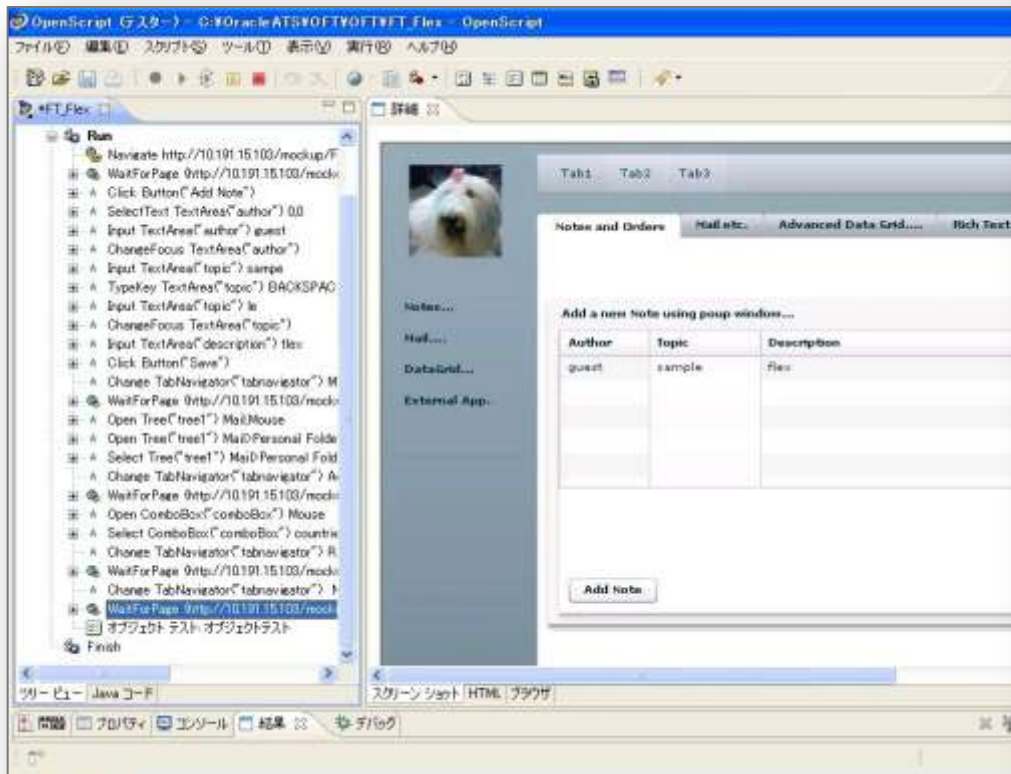 OpenScript (テスター) - C:¥OracleATS¥OFT¥OFT¥FT_Flex - OpenScript
ファイル(F) 編集(E) スクリプト(S) ツール(T) 表示(V) 実行(R) ヘルプ(H)
*FT_Flex
Run
Navigate http://10.191.15.103/mockup/F
WaitForPage (http://10.191.15.103/mock
Click Button("Add Note")
SelectText TextArea("author") 0,0
Input TextArea("author") guest
ChangeFocus TextArea("author")
Input TextArea("topic") sampe
TypeKey TextArea("topic") BACKSPAC
Input TextArea("topic") le
ChangeFocus TextArea("topic")
Input TextArea("description") flex
Click Button("Save")
Change TabNavigator("tabnavigator") M
WaitForPage (http://10.191.15.103/mock
Open Tree("tree1") Mail;Mouse
Open Tree("tree1") Mail>Personal Folde
Select Tree("tree1") Mail>Personal Fold
Change TabNavigator("tabnavigator") A
WaitForPage (http://10.191.15.103/mock
Open ComboBox("comboBox") Mouse
Select ComboBox("comboBox") countrie
Change TabNavigator("tabnavigator") R
WaitForPage (http://10.191.15.103/mock
Change TabNavigator("tabnavigator") N
WaitForPage (http://10.191.15.103/mock
オブジェクト テスト: オブジェクトテスト
Finish
ツリー ビュー Java コード
詳細
Tab1 Tab2 Tab3
Notes and Orders Mail etc. Advanced Data Grid.... Rich Text
Notes...
Mail....
DataGrid...
External App.
Add a new Note using poup window...
Author Topic Description
guest sample flex
Add Note
スクリーン ショット HTML ブラウザ
問題 プロパティ コンソール 結果 デバッグ